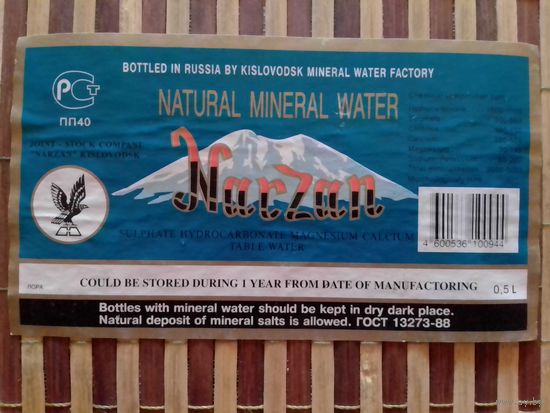 BOTTLED IN RUSSIA BY KISLOVODSK MINERAL WATER FACTORY
РСТ
ПП40
NATURAL MINERAL WATER
JOINT - STOCK COMPANY
"NARZAN" KISLOVODSK
Narzan
SULPHATE HYDROCARBONATE MAGNESIUM CALCIUM
TABLE WATER
4 600536 100944
COULD BE STORED DURING 1 YEAR FROM DATE OF MANUFACTORING
0,5 L
Bottles with mineral water should be kept in dry dark place.
Natural deposit of mineral salts is allowed. ГОСТ 13273-88